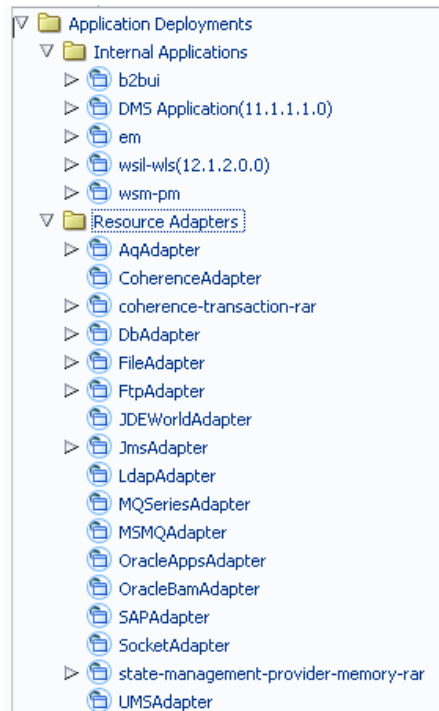 Application Deployments
Internal Applications
b2bui
DMS Application(11.1.1.1.0)
em
wsil-wls(12.1.2.0.0)
wsm-pm
Resource Adapters
AqAdapter
CoherenceAdapter
coherence-transaction-rar
DbAdapter
FileAdapter
FtpAdapter
JDEWorldAdapter
JmsAdapter
LdapAdapter
MQSeriesAdapter
MSMQAdapter
OracleAppsAdapter
OracleBamAdapter
SAPAdapter
SocketAdapter
state-management-provider-memory-rar
UMSAdapter